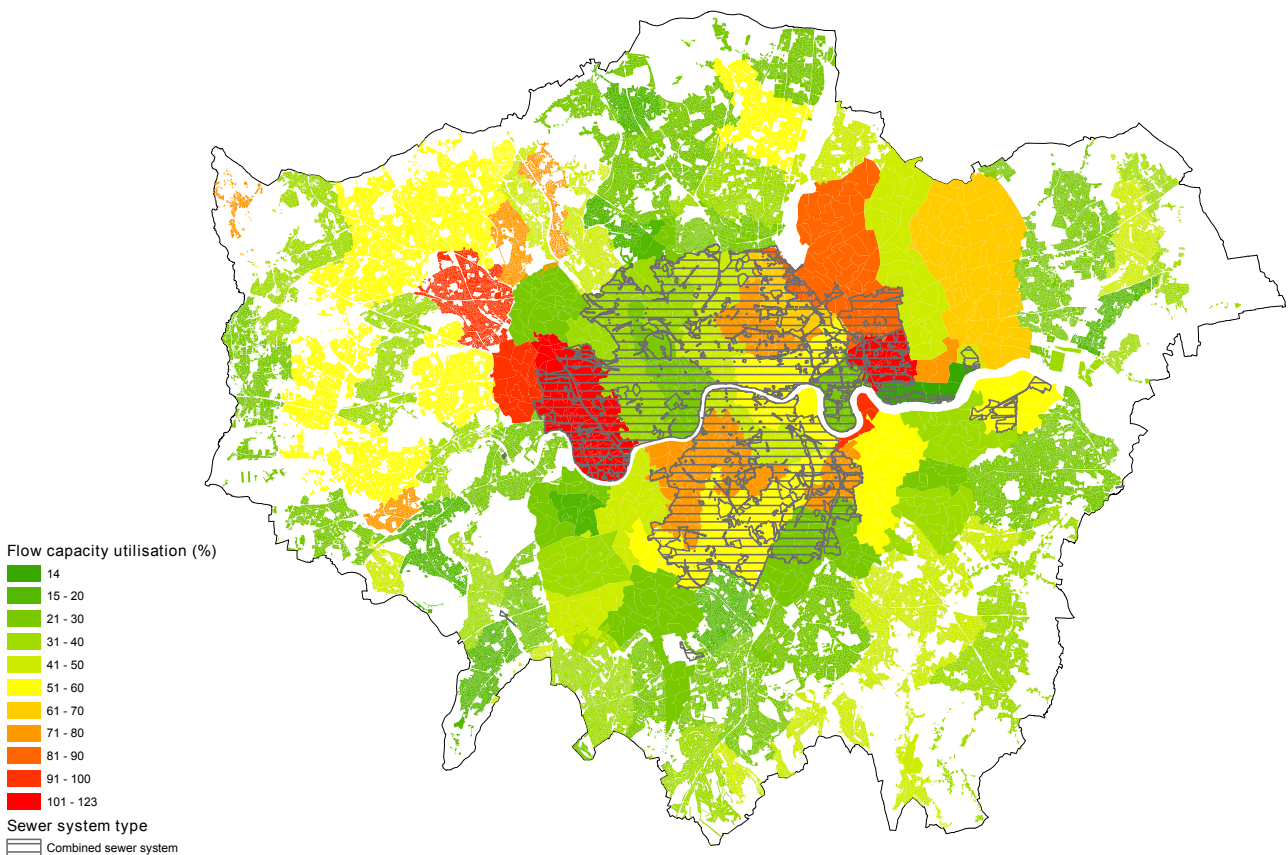 Flow capacity utilisation (%)
14
15 - 20
21 - 30
31 - 40
41 - 50
51 - 60
61 - 70
71 - 80
81 - 90
91 - 100
101 - 123
Sewer system type
Combined sewer system